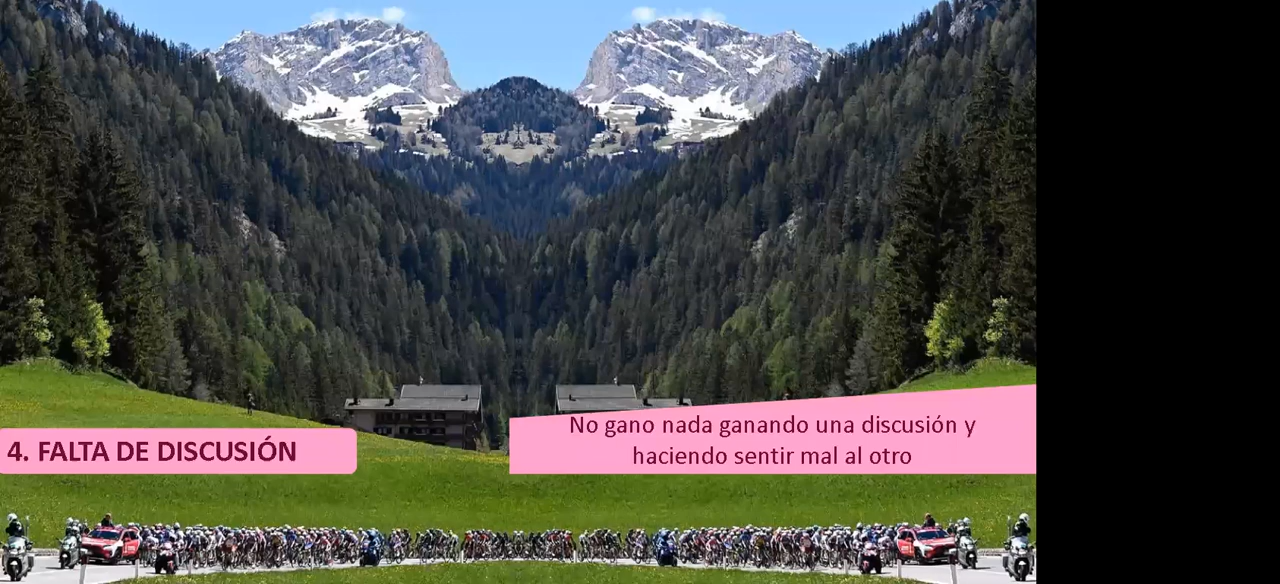 4. FALTA DE DISCUSIÓN
No gano nada ganando una discusión y
haciendo sentir mal al otro